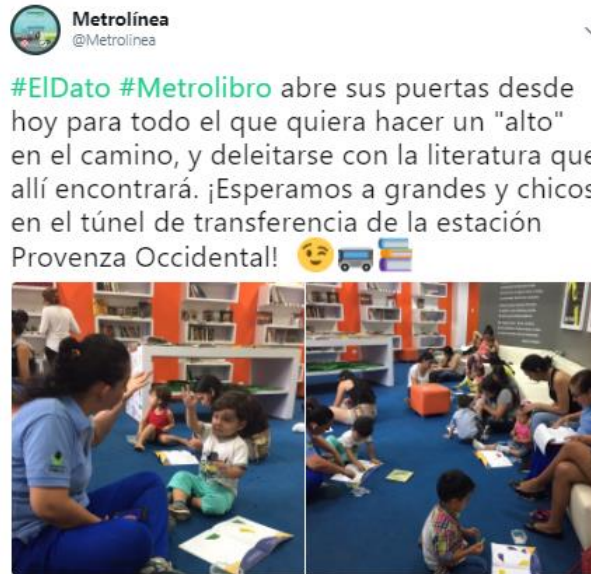 Metrolínea
@Metrolinea
#ElDato #Metrolibro abre sus puertas desde
hoy para todo el que quiera hacer un "alto"
en el camino, y deleitarse con la literatura que
allí encontrará. ¡Esperamos a grandes y chicos
en el túnel de transferencia de la estación
Provenza Occidental! 😉🚌📚